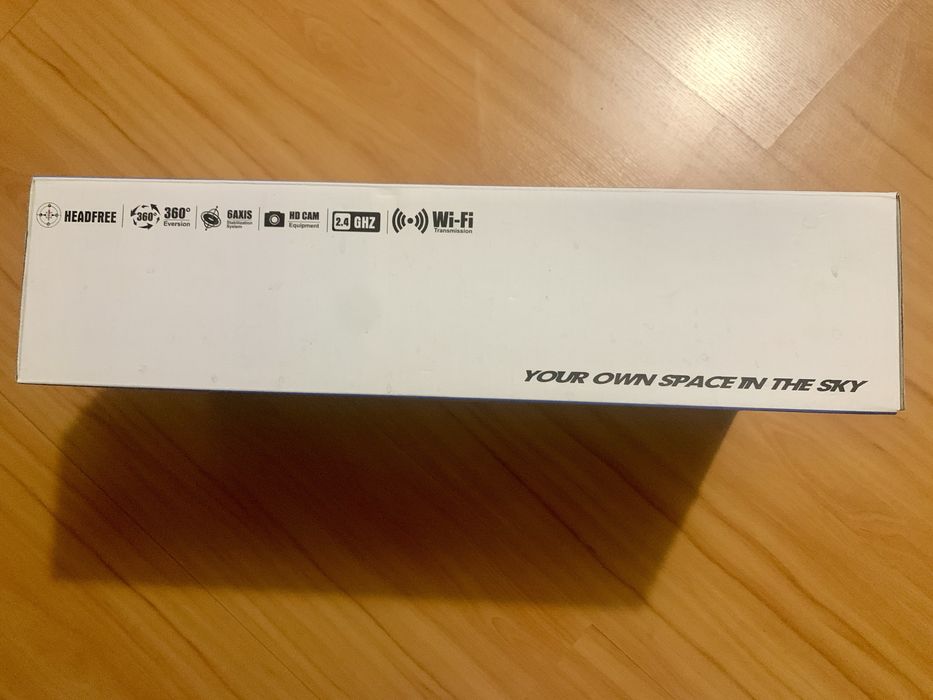 HEADFREE
360° 360°
Eversion
6AXIS
Stabilization
System
HD CAM
Equipment
2.4 GHZ
Wi-Fi
Transmission
YOUR OWN SPACE IN THE SKY